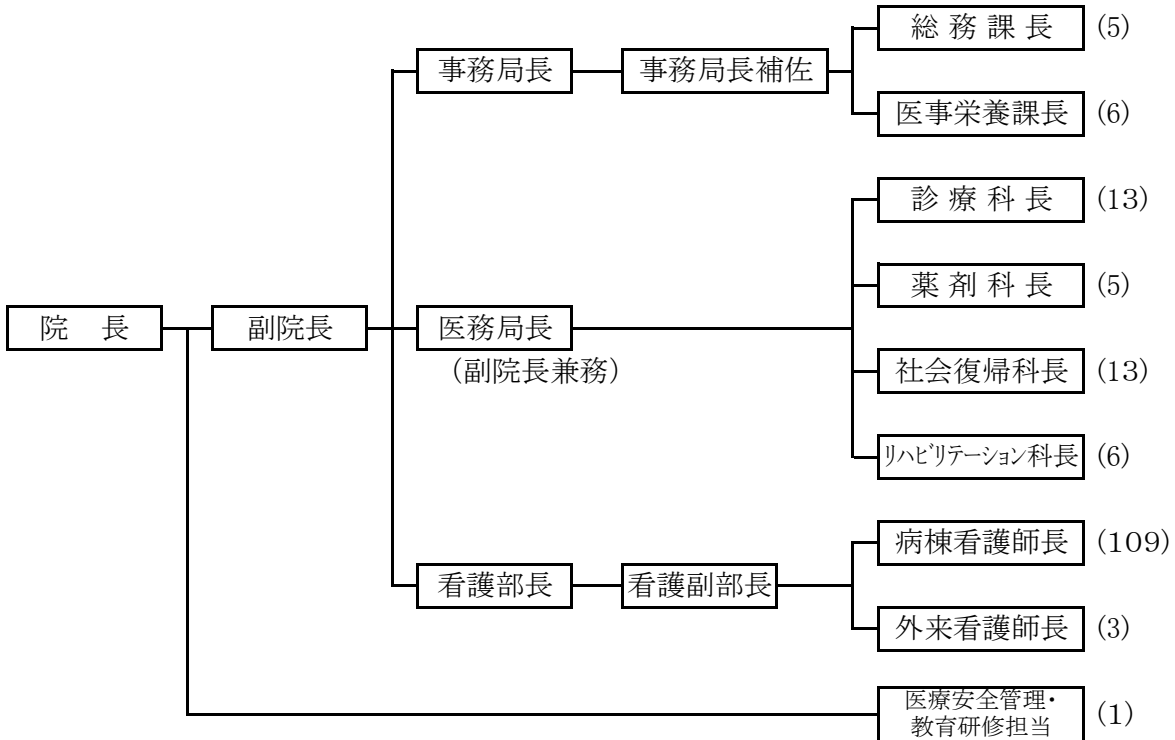 総務課長 (5)
事務局長 事務局長補佐
医事栄養課長 (6)
診療科長 (13)
薬剤科長 (5)
院 長 副院長 医務局長
(副院長兼務)
社会復帰科長 (13)
リハビリテーション科長 (6)
病棟看護師長 (109)
看護部長 看護副部長
外来看護師長 (3)
医療安全管理・
教育研修担当 (1)